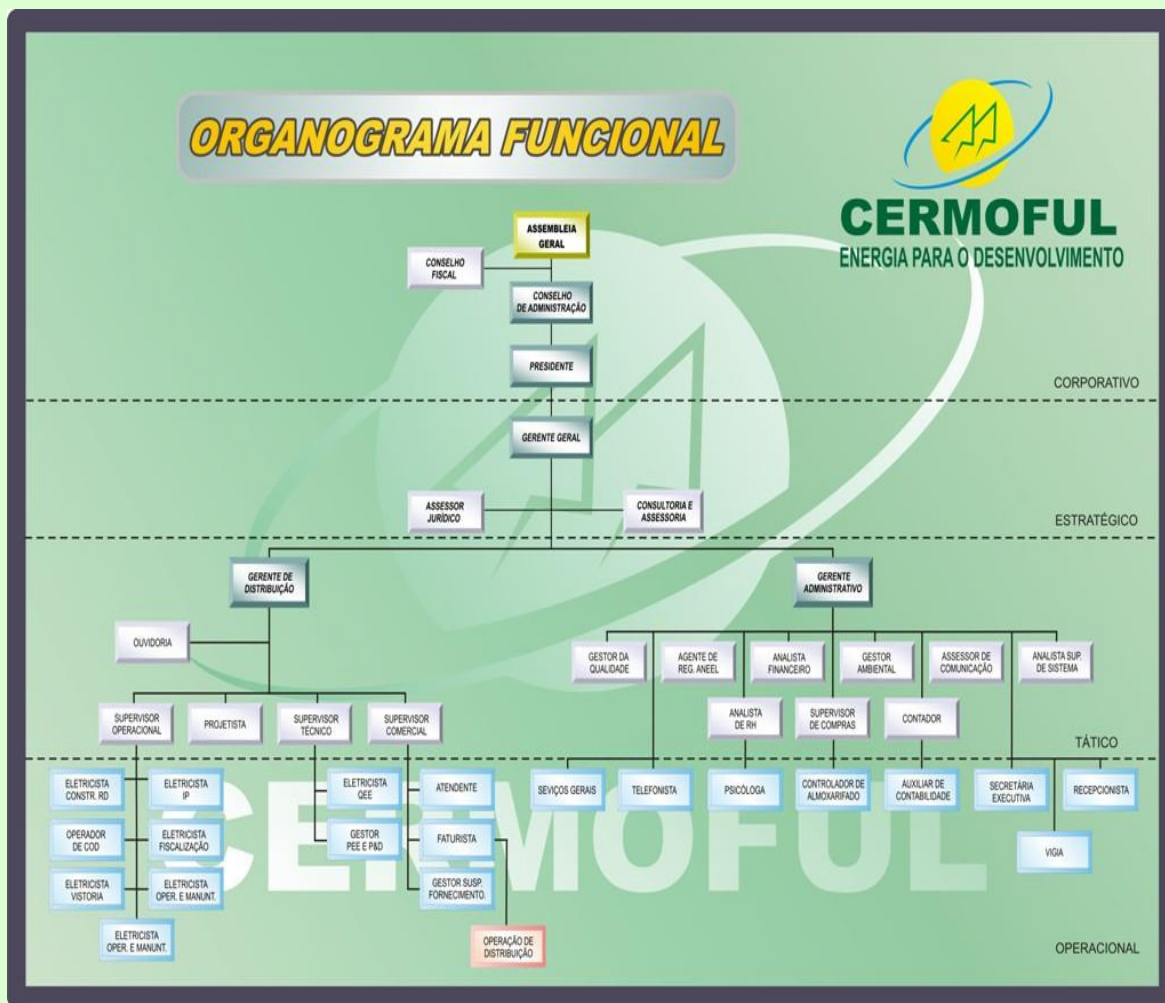 ORGANOGRAMA FUNCIONAL
CERMOFUL
ENERGIA PARA O DESENVOLVIMENTO
ASSEMBLEIA
GERAL
CONSELHO
FISCAL
CONSELHO
DE ADMINISTRAÇÃO
PRESIDENTE
CORPORATIVO
GERENTE GERAL
ASSESSOR
JURÍDICO
CONSULTORIA E
ASSESSORIA
ESTRATÉGICO
GERENTE DE
DISTRIBUIÇÃO
GERENTE
ADMINISTRATIVO
OUVIDORIA
GESTOR DA
QUALIDADE
AGENTE DE
REG. ANEEL
ANALISTA
FINANCEIRO
GESTOR
AMBIENTAL
ASSESSOR DE
COMUNICAÇÃO
ANALISTA SUP.
DE SISTEMA
SUPERVISOR
OPERACIONAL
PROJETISTA
SUPERVISOR
TÉCNICO
SUPERVISOR
COMERCIAL
ANALISTA
DE RH
SUPERVISOR
DE COMPRAS
CONTADOR
TÁTICO
ELETRICISTA
CONSTR. RD
ELETRICISTA
IP
ELETRICISTA
QEE
ATENDENTE
SEVIÇOS GERAIS
TELEFONISTA
PSICÓLOGA
CONTROLADOR DE
ALMOXARIFADO
AUXILIAR DE
CONTABILIDADE
SECRETÁRIA
EXECUTIVA
RECEPCIONISTA
OPERADOR
DE COD
ELETRICISTA
FISCALIZAÇÃO
GESTOR
PEE E P&D
FATURISTA
VIGIA
ELETRICISTA
VISTORIA
ELETRICISTA
OPER. E MANUNT.
GESTOR SUSP.
FORNECIMENTO.
ELETRICISTA
OPER. E MANUNT.
OPERAÇÃO DE
DISTRIBUIÇÃO
OPERACIONAL
CERMOFUL